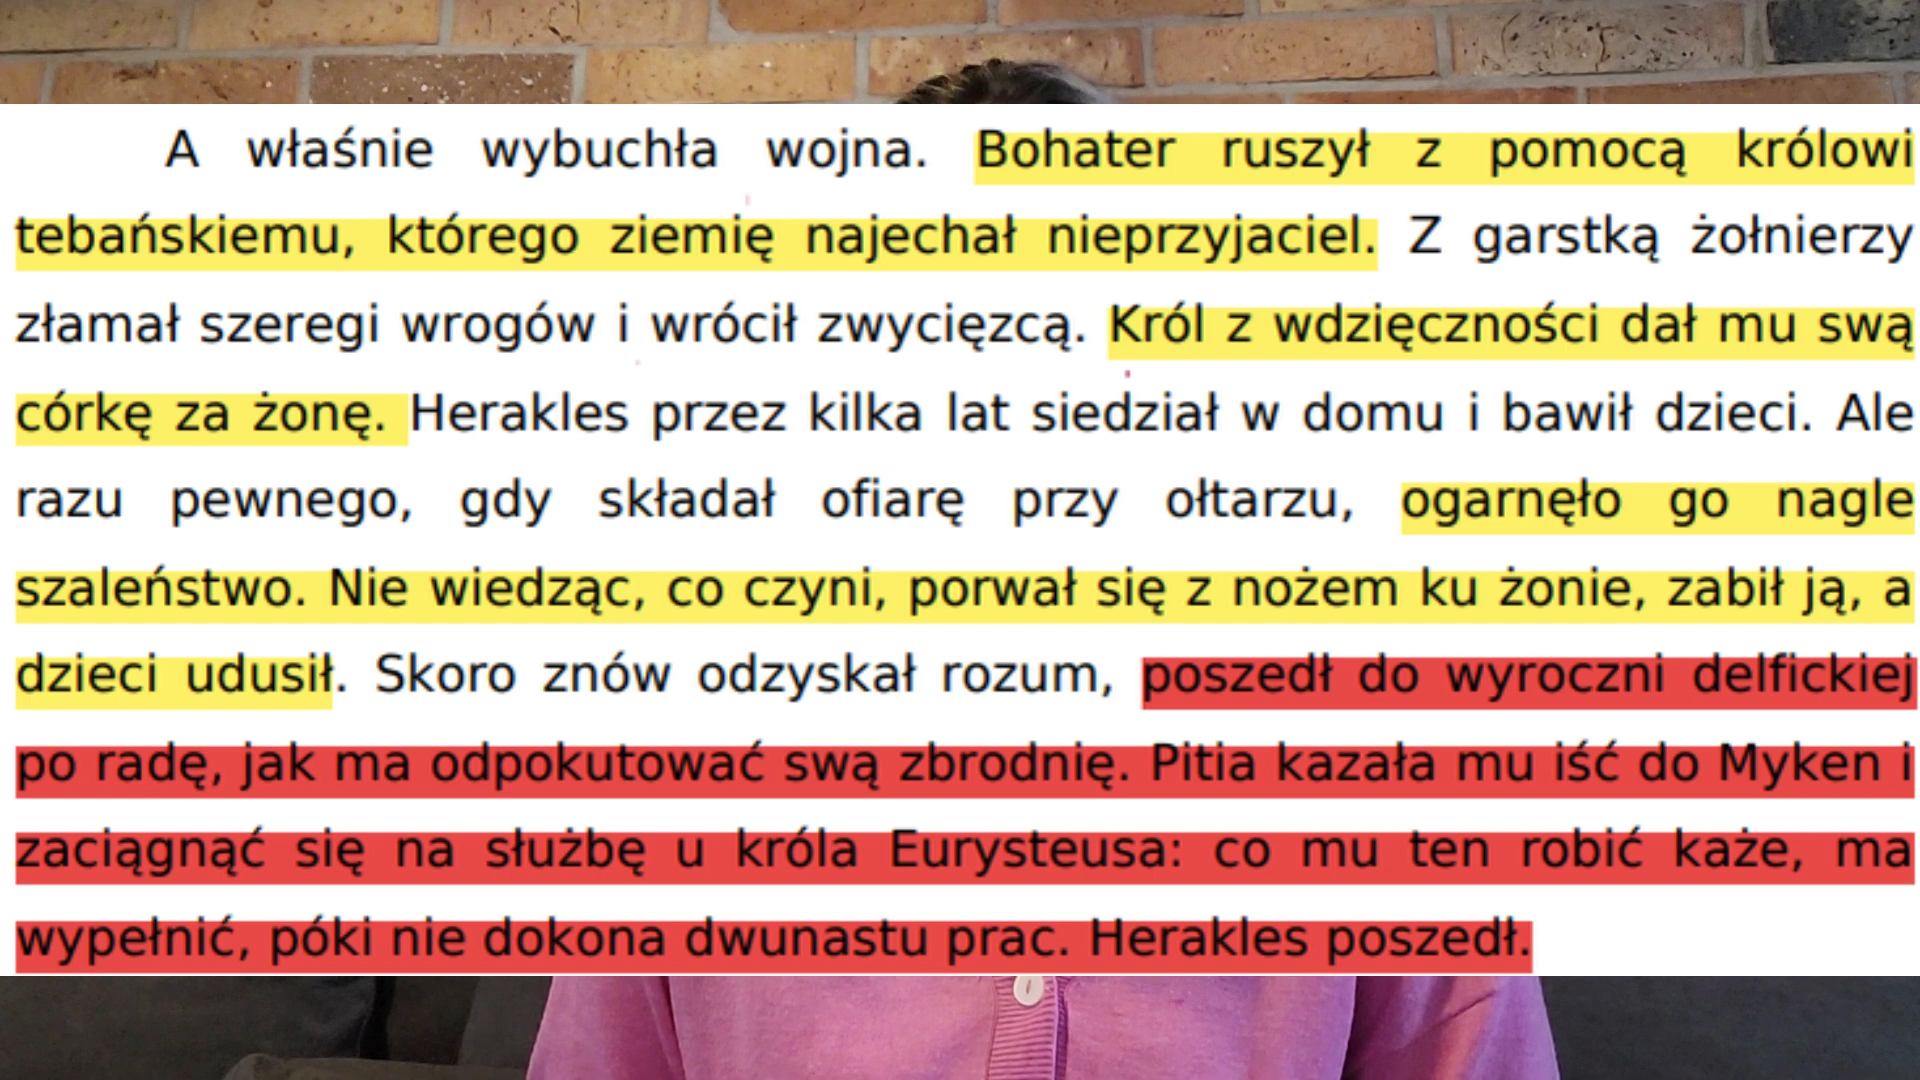 A właśnie wybuchła wojna. Bohater ruszył z pomocą królowi
tebańskiemu, którego ziemię najechał nieprzyjaciel. Z garstką żołnierzy
złamał szeregi wrogów i wrócił zwycięzcą. Król z wdzięczności dał mu swą
córkę za żonę. Herakles przez kilka lat siedział w domu i bawił dzieci. Ale
razu pewnego, gdy składał ofiarę przy ołtarzu, ogarnęło go nagle
szaleństwo. Nie wiedząc, co czyni, porwał się z nożem ku żonie, zabił ją, a
dzieci udusił. Skoro znów odzyskał rozum, poszedł do wyroczni delfickiej
po radę, jak ma odpokutować swą zbrodnię. Pitia kazała mu iść do Myken i
zaciągnąć się na służbę u króla Eurysteusa: co mu ten robić każe, ma
wypełnić, póki nie dokona dwunastu prac. Herakles poszedł.